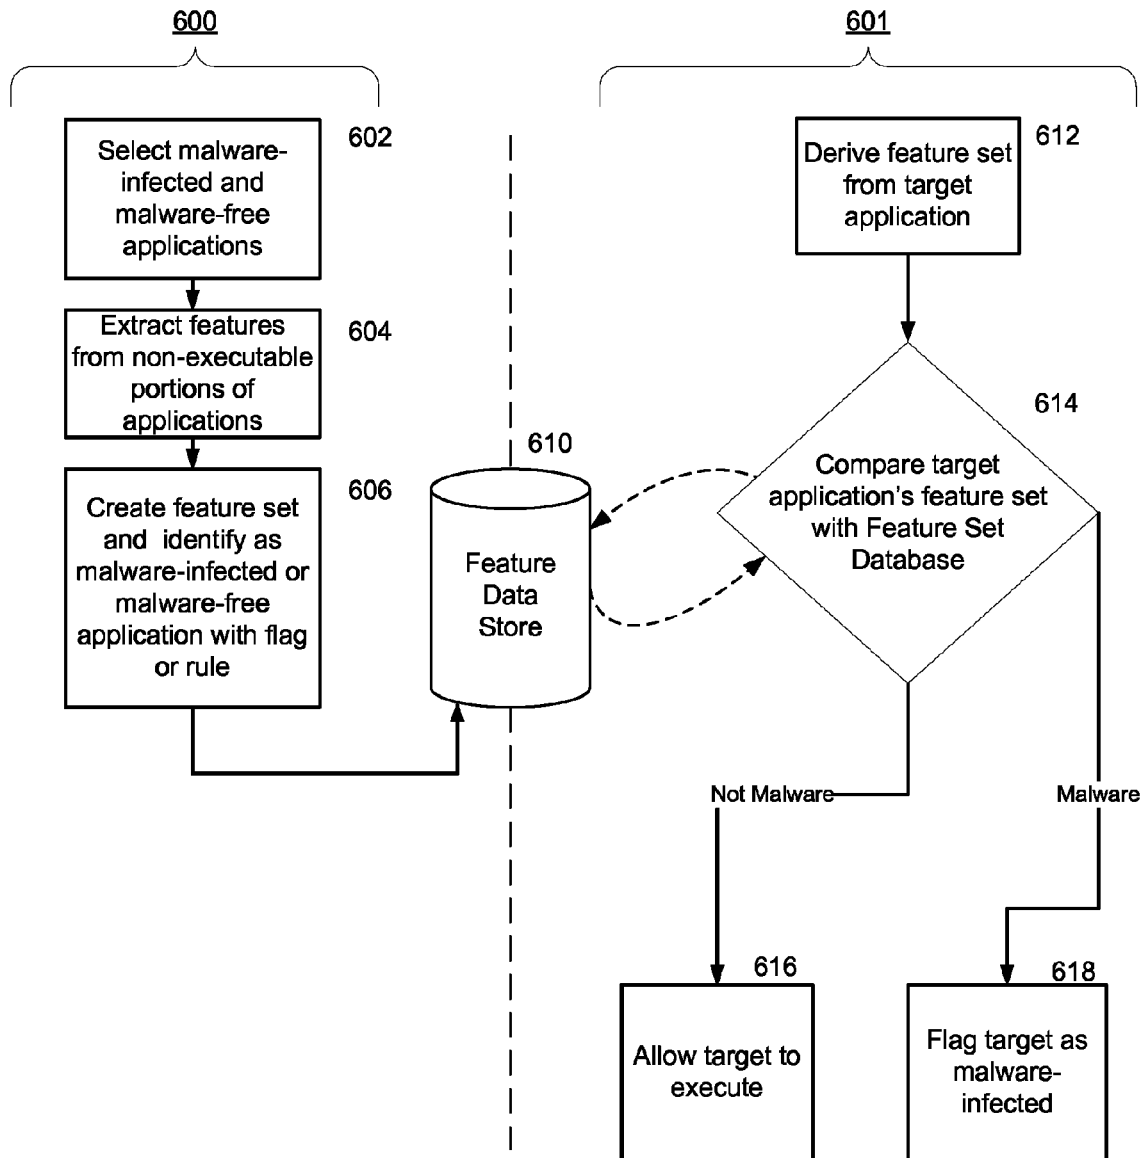 600
602
Select malware-
infected and
malware-free
applications
604
Extract features
from non-executable
portions of
applications
606
Create feature set
and identify as
malware-infected or
malware-free
application with flag
or rule
610
Feature
Data
Store
601
612
Derive feature set
from target
application
614
Compare target
application's feature set
with Feature Set
Database
Not Malware
Malware
616
Allow target to
execute
618
Flag target as
malware-
infected